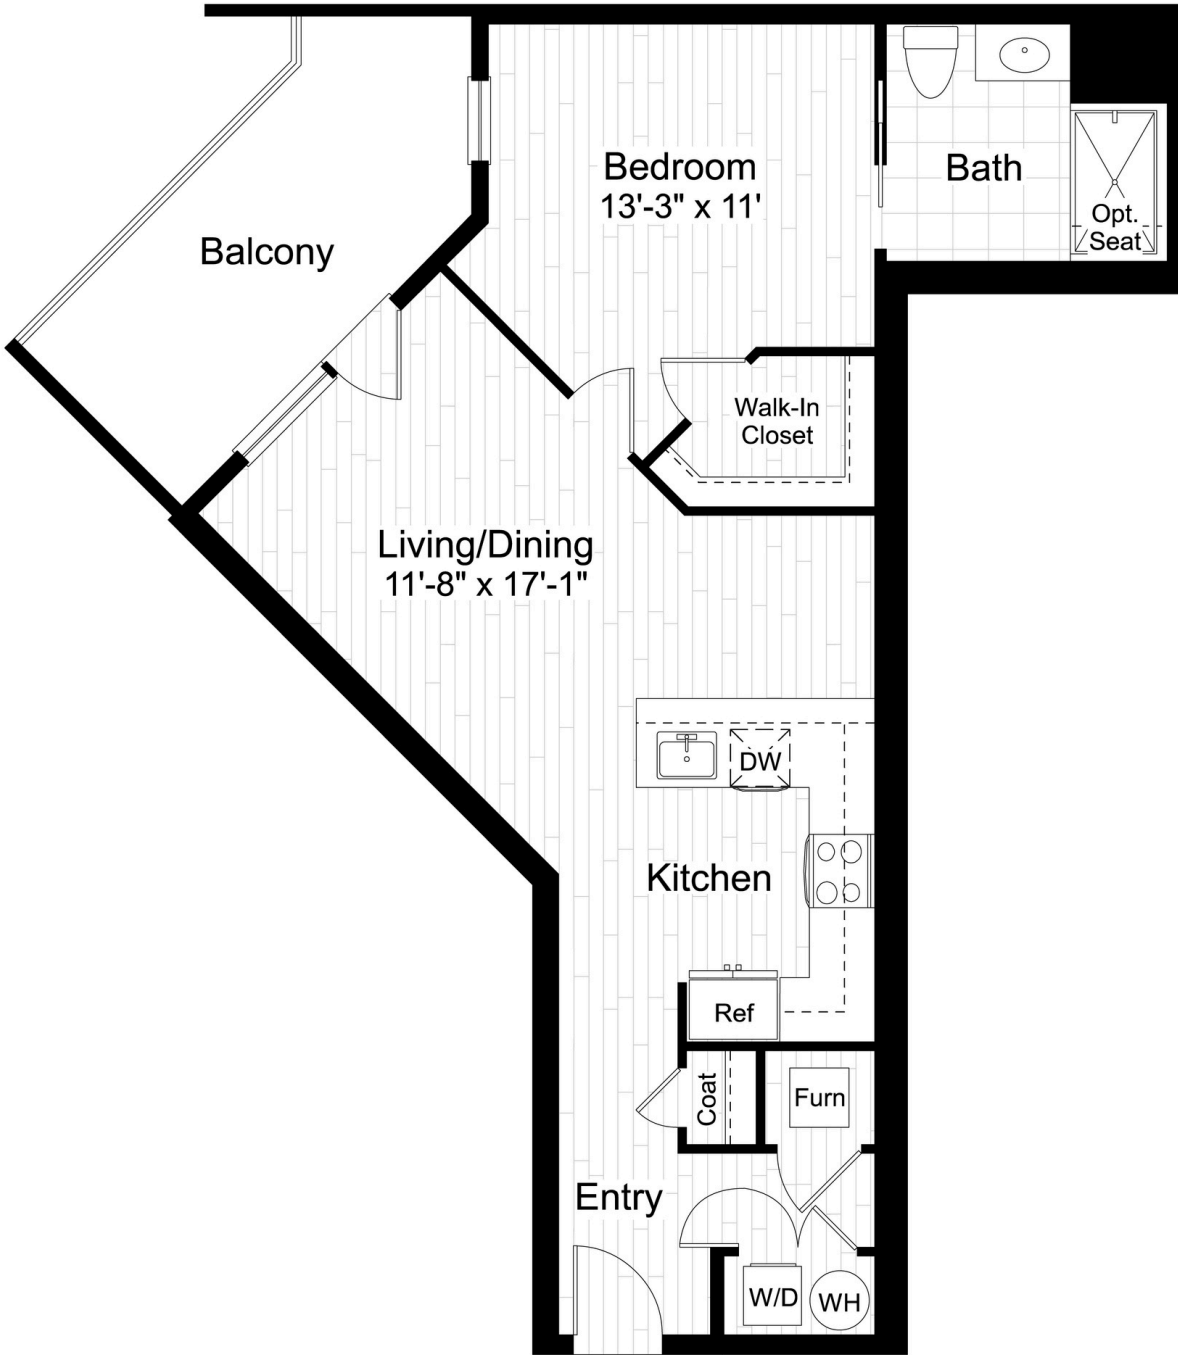 Bedroom
13'-3" x 11'
Bath
Opt.
Seat
Balcony
Walk-In
Closet
Living/Dining
11'-8" x 17'-1"
DW
Kitchen
Ref
Coat
Furn
Entry
W/D
WH